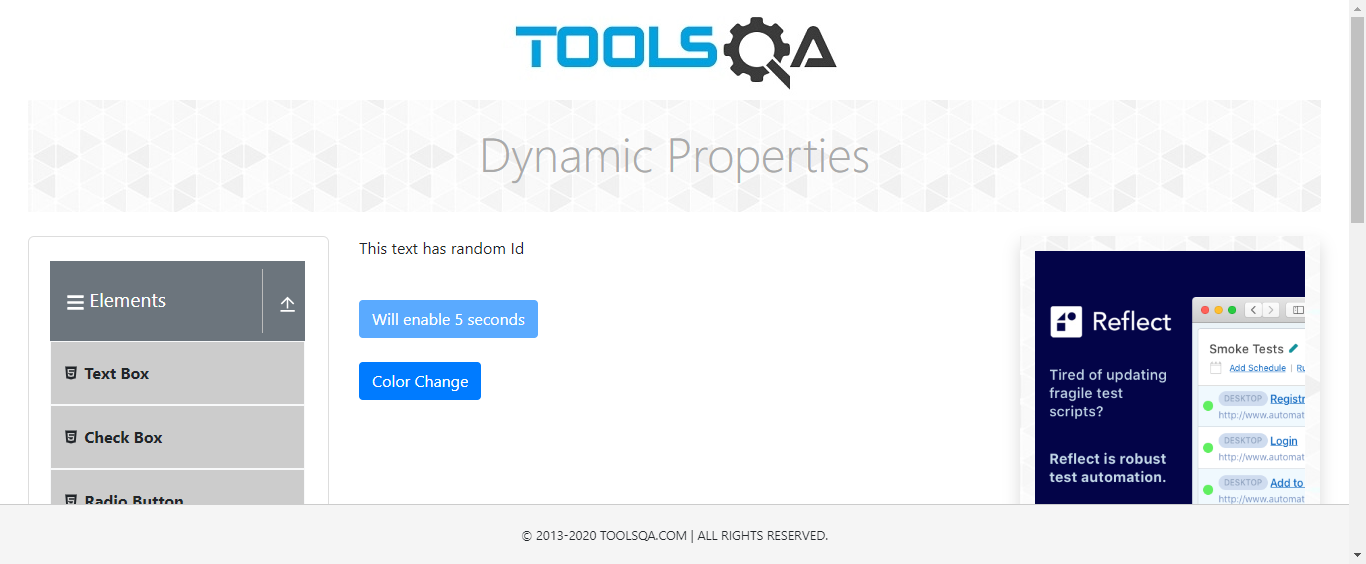 TOOLSQA
Dynamic Properties
Elements
Text Box
Check Box
Radio Button
This text has random Id
Will enable 5 seconds
Color Change
Reflect
Tired of updating
fragile test
scripts?
Reflect is robust
test automation.
Smoke Tests
Add Schedule | Ru
DESKTOP Registr
http://www.automat
DESKTOP Login
http://www.automat
DESKTOP Add to
http://www.automat
© 2013-2020 TOOLSQA.COM | ALL RIGHTS RESERVED.